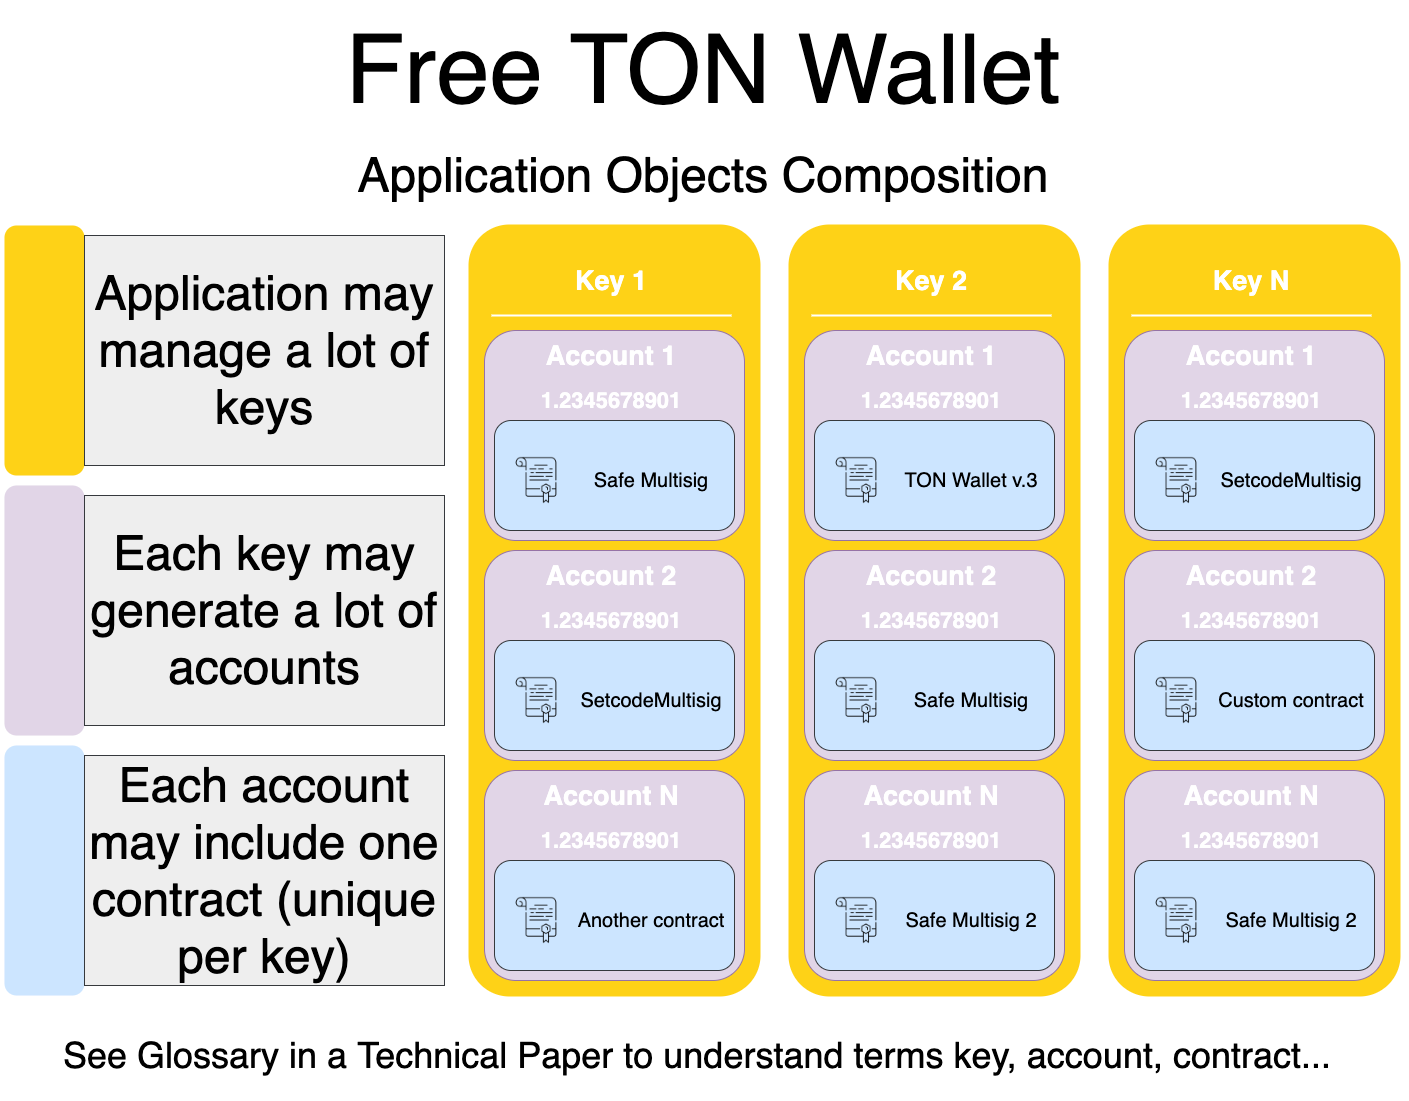 Free TON Wallet
Application Objects Composition
Application may
manage a lot of
keys
Each key may
generate a lot of
accounts
Each account
may include one
contract (unique
per key)
Key 1
Account 1
1.2345678901
Safe Multisig
Account 2
1.2345678901
SetcodeMultisig
Account N
1.2345678901
Another contract
Key 2
Account 1
1.2345678901
TON Wallet v.3
Account 2
1.2345678901
Safe Multisig
Account N
1.2345678901
Safe Multisig 2
Key N
Account 1
1.2345678901
SetcodeMultisig
Account 2
1.2345678901
Custom contract
Account N
1.2345678901
Safe Multisig 2
See Glossary in a Technical Paper to understand terms key, account, contract...